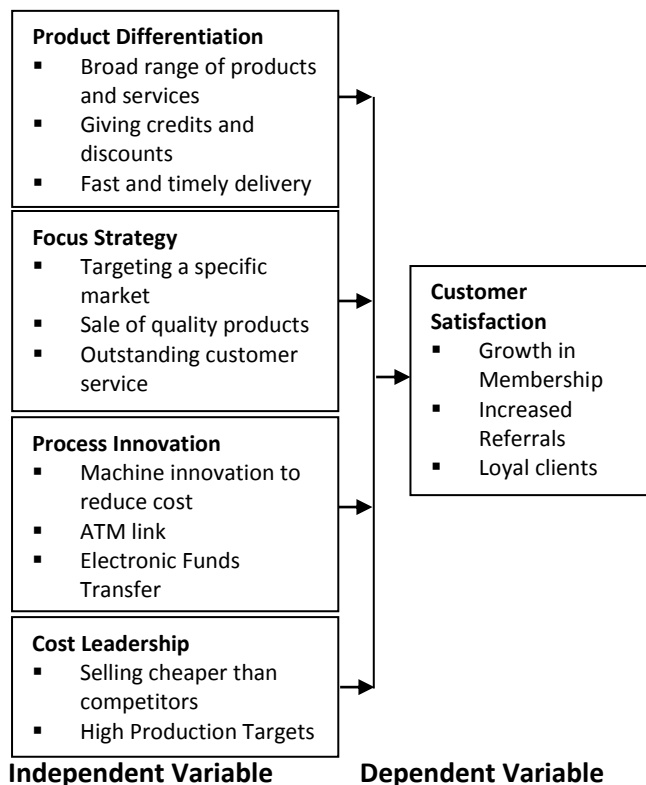 Product Differentiation
▪ Broad range of products
and services
▪ Giving credits and
discounts
▪ Fast and timely delivery
Focus Strategy
▪ Targeting a specific
market
▪ Sale of quality products
▪ Outstanding customer
service
Process Innovation
▪ Machine innovation to
reduce cost
▪ ATM link
▪ Electronic Funds
Transfer
Cost Leadership
▪ Selling cheaper than
competitors
▪ High Production Targets
Customer
Satisfaction
▪ Growth in
Membership
▪ Increased
Referrals
▪ Loyal clients
Independent Variable
Dependent Variable